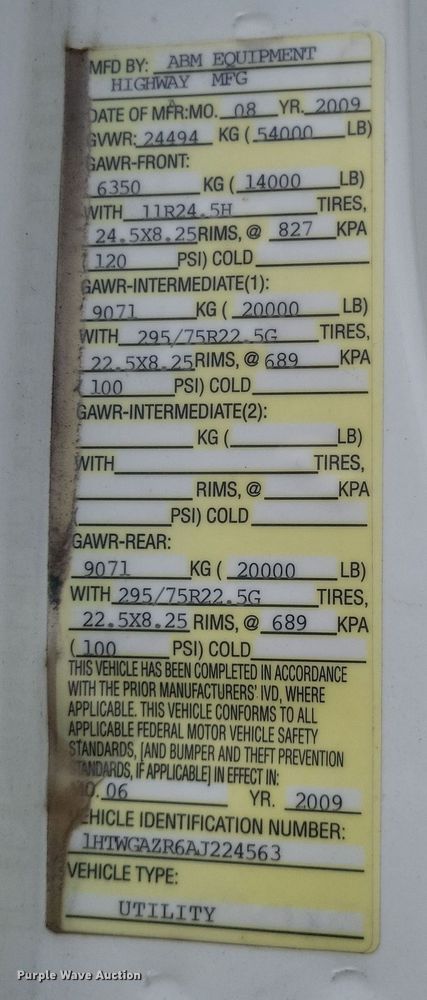 MFD BY: ABM EQUIPMENT
HIGHWAY MFG
DATE OF MFR:MO. 08 YR. 2009
GVWR: 24494 KG ( 54000 LB)
GAWR-FRONT:
6350 KG ( 14000 LB)
WITH 11R24.5H TIRES,
24.5X8.25 RIMS, @ 827 KPA
( 120 PSI) COLD
GAWR-INTERMEDIATE(1):
9071 KG ( 20000 LB)
WITH 295/75R22.5G TIRES,
22.5X8.25 RIMS, @ 689 KPA
( 100 PSI) COLD
GAWR-INTERMEDIATE(2):
KG ( LB)
WITH TIRES,
RIMS, @ KPA
( PSI) COLD
GAWR-REAR:
9071 KG ( 20000 LB)
WITH 295/75R22.5G TIRES,
22.5X8.25 RIMS, @ 689 KPA
( 100 PSI) COLD
THIS VEHICLE HAS BEEN COMPLETED IN ACCORDANCE
WITH THE PRIOR MANUFACTURERS' IVD, WHERE
APPLICABLE. THIS VEHICLE CONFORMS TO ALL
APPLICABLE FEDERAL MOTOR VEHICLE SAFETY
STANDARDS, [AND BUMPER AND THEFT PREVENTION
STANDARDS, IF APPLICABLE] IN EFFECT IN:
MO. 06 YR. 2009
VEHICLE IDENTIFICATION NUMBER:
1HTWGAZR6AJ224563
VEHICLE TYPE:
UTILITY
Purple Wave Auction